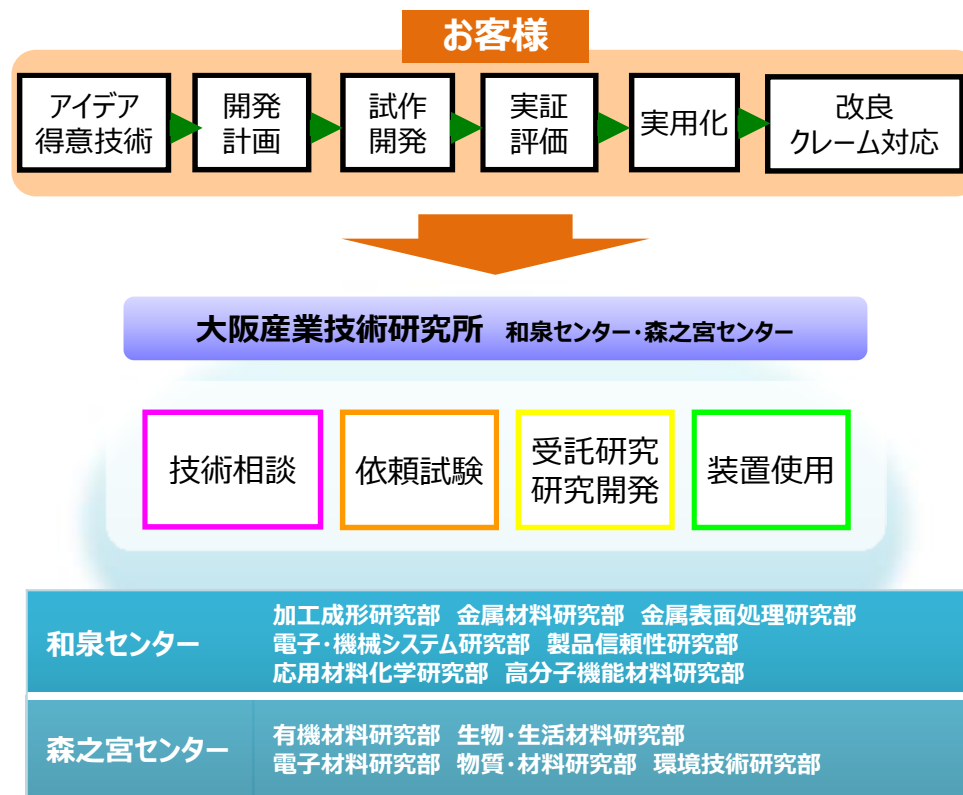 お客様
アイデア
得意技術
開発
計画
試作
開発
実証
評価
実用化
改良
クレーム対応
大阪産業技術研究所 和泉センター・森之宮センター
技術相談
依頼試験
受託研究
研究開発
装置使用
和泉センター
加工成形研究部 金属材料研究部 金属表面処理研究部
電子・機械システム研究部 製品信頼性研究部
応用材料化学研究部 高分子機能材料研究部
森之宮センター
有機材料研究部 生物・生活材料研究部
電子材料研究部 物質・材料研究部 環境技術研究部